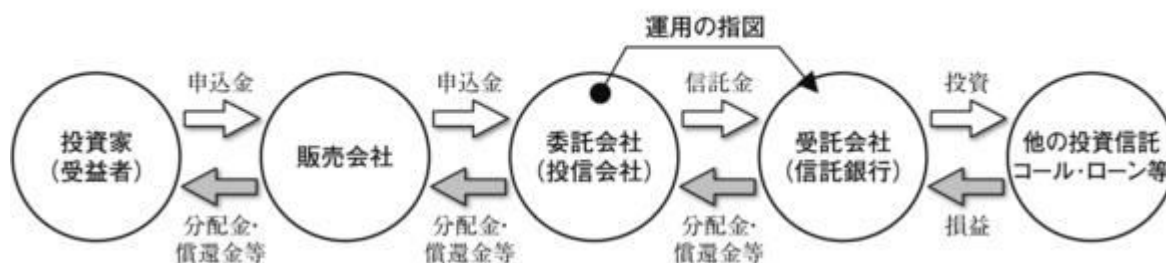 運用の指図
申込金
申込金
信託金
投資
投資家
(受益者)
販売会社
委託会社
(投信会社)
受託会社
(信託銀行)
他の投資信託
コール・ローン等
分配金・
償還金等
分配金・
償還金等
分配金・
償還金等
損益